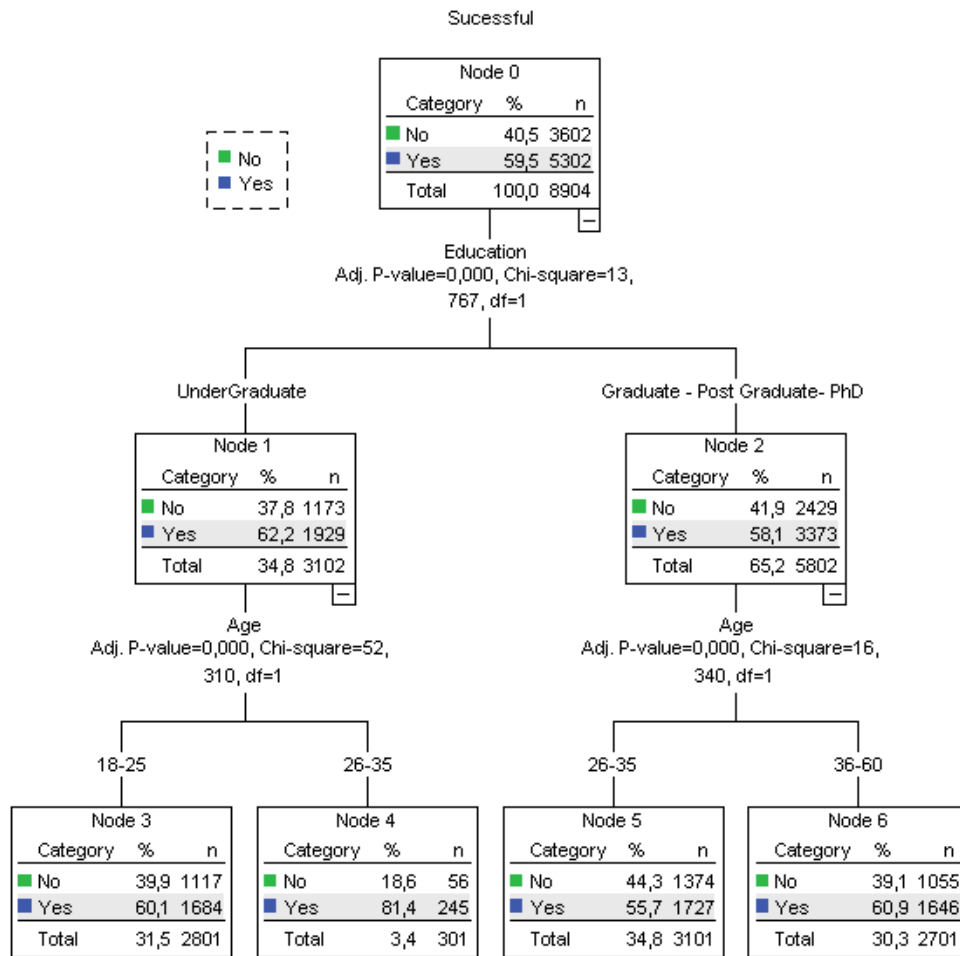 Sucessful
Node 0
Category % n
No 40,5 3602
Yes 59,5 5302
Total 100,0 8904
No
Yes
Education
Adj. P-value=0,000, Chi-square=13,
767, df=1
UnderGraduate
Graduate - Post Graduate- PhD
Node 1
Category % n
No 37,8 1173
Yes 62,2 1929
Total 34,8 3102
Node 2
Category % n
No 41,9 2429
Yes 58,1 3373
Total 65,2 5802
Age
Adj. P-value=0,000, Chi-square=52,
310, df=1
Age
Adj. P-value=0,000, Chi-square=16,
340, df=1
18-25
26-35
26-35
36-60
Node 3
Category % n
No 39,9 1117
Yes 60,1 1684
Total 31,5 2801
Node 4
Category % n
No 18,6 56
Yes 81,4 245
Total 3,4 301
Node 5
Category % n
No 44,3 1374
Yes 55,7 1727
Total 34,8 3101
Node 6
Category % n
No 39,1 1055
Yes 60,9 1646
Total 30,3 2701